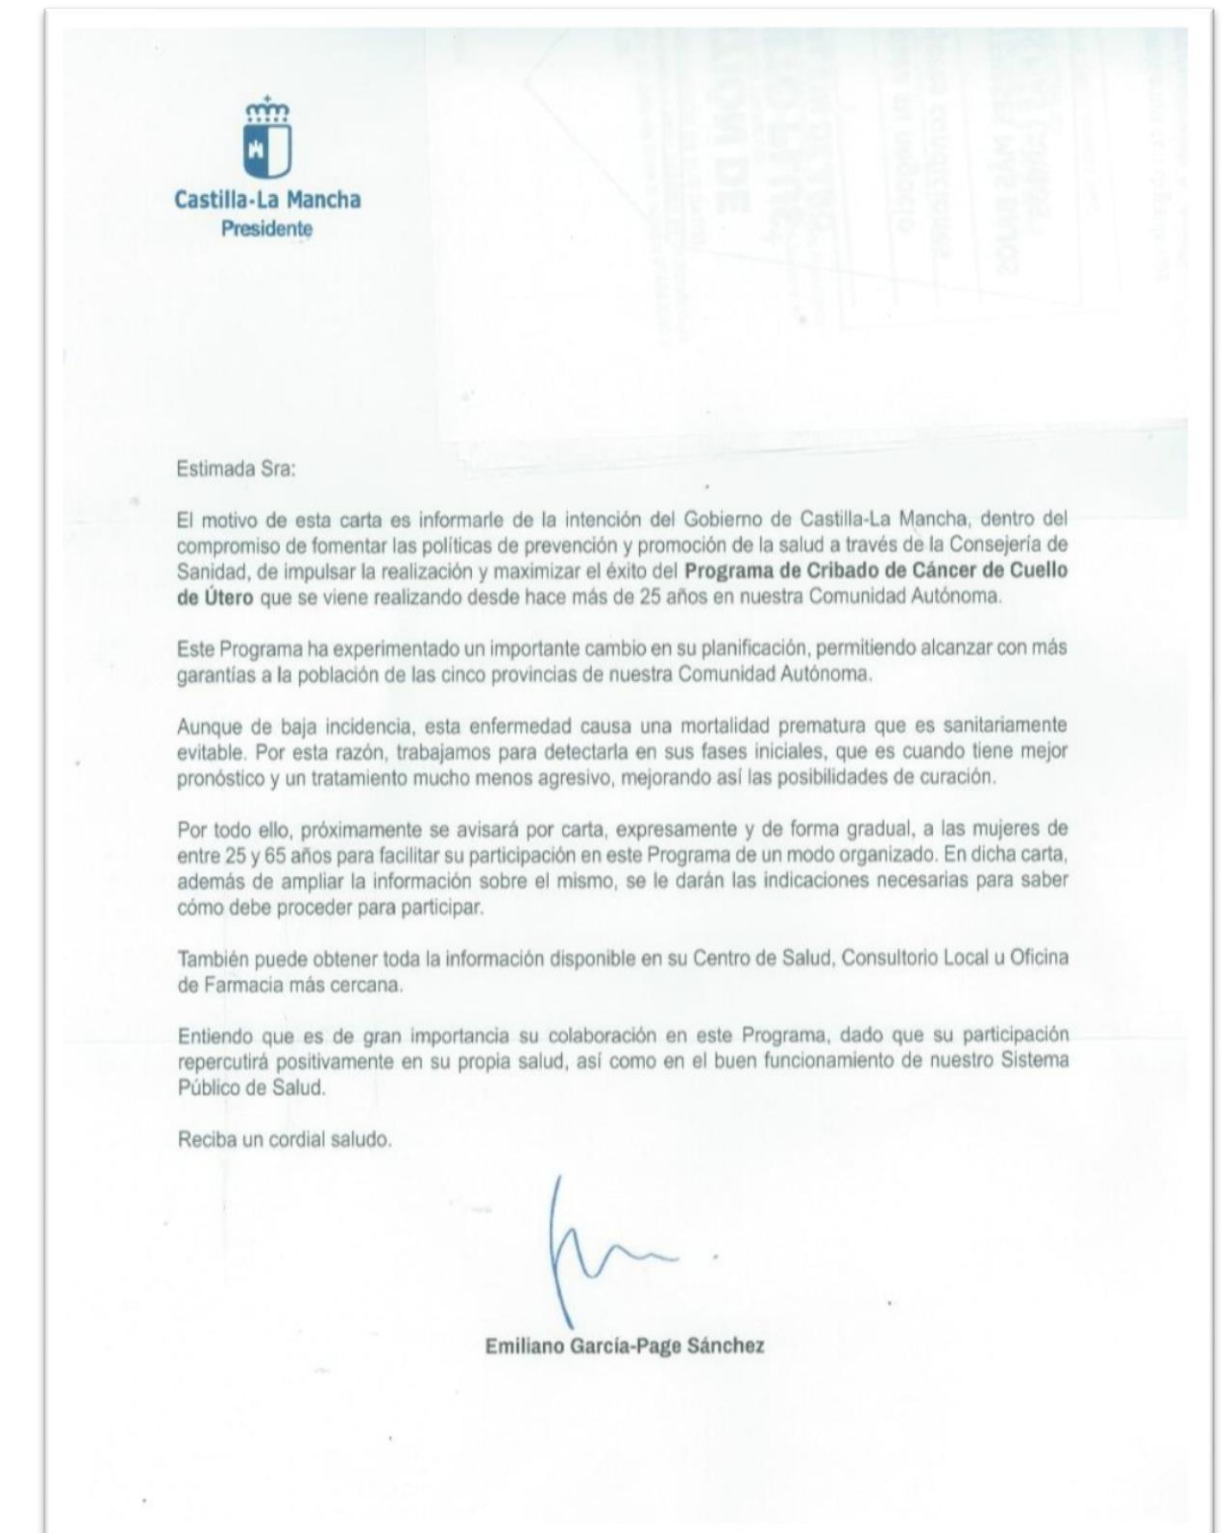 Castilla-La Mancha
Presidente
Estimada Sra:
El motivo de esta carta es informarle de la intención del Gobierno de Castilla-La Mancha, dentro del
compromiso de fomentar las políticas de prevención y promoción de la salud a través de la Consejería de
Sanidad, de impulsar la realización y maximizar el éxito del Programa de Cribado de Cáncer de Cuello
de Útero que se viene realizando desde hace más de 25 años en nuestra Comunidad Autónoma.
Este Programa ha experimentado un importante cambio en su planificación, permitiendo alcanzar con más
garantías a la población de las cinco provincias de nuestra Comunidad Autónoma.
Aunque de baja incidencia, esta enfermedad causa una mortalidad prematura que es sanitariamente
evitable. Por esta razón, trabajamos para detectarla en sus fases iniciales, que es cuando tiene mejor
pronóstico y un tratamiento mucho menos agresivo, mejorando así las posibilidades de curación.
Por todo ello, próximamente se avisará por carta, expresamente y de forma gradual, a las mujeres de
entre 25 y 65 años para facilitar su participación en este Programa de un modo organizado. En dicha carta,
además de ampliar la información sobre el mismo, se le darán las indicaciones necesarias para saber
cómo debe proceder para participar.
También puede obtener toda la información disponible en su Centro de Salud, Consultorio Local u Oficina
de Farmacia más cercana.
Entiendo que es de gran importancia su colaboración en este Programa, dado que su participación
repercutirá positivamente en su propia salud, así como en el buen funcionamiento de nuestro Sistema
Público de Salud.
Reciba un cordial saludo.
Emiliano García-Page Sánchez